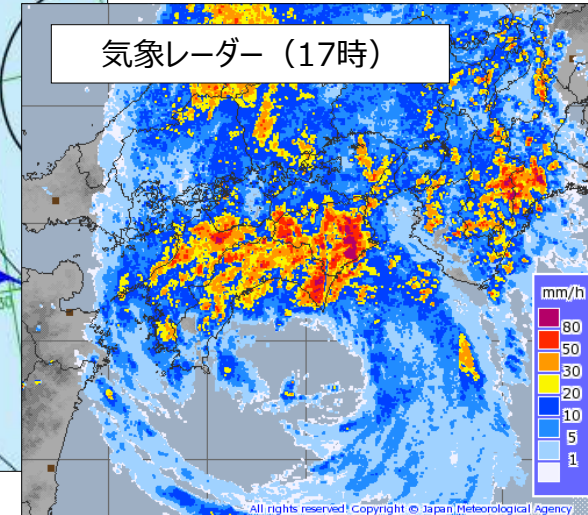 気象レーダー（17時）
30
mm/h
80
50
30
20
10
5
1
All rights reserved. Copyright © Japan Meteorological Agency